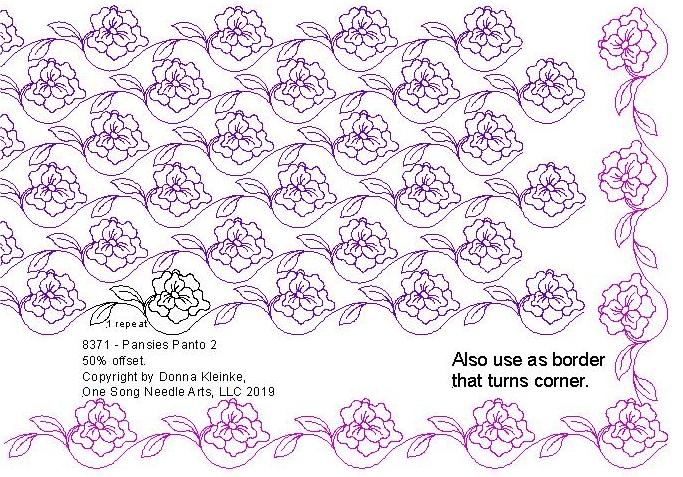 1 repeat
8371 - Pansies Panto 2
50% offset.
Copyright by Donna Kleinke,
One Song Needle Arts, LLC 2019
Also use as border
that turns corner.